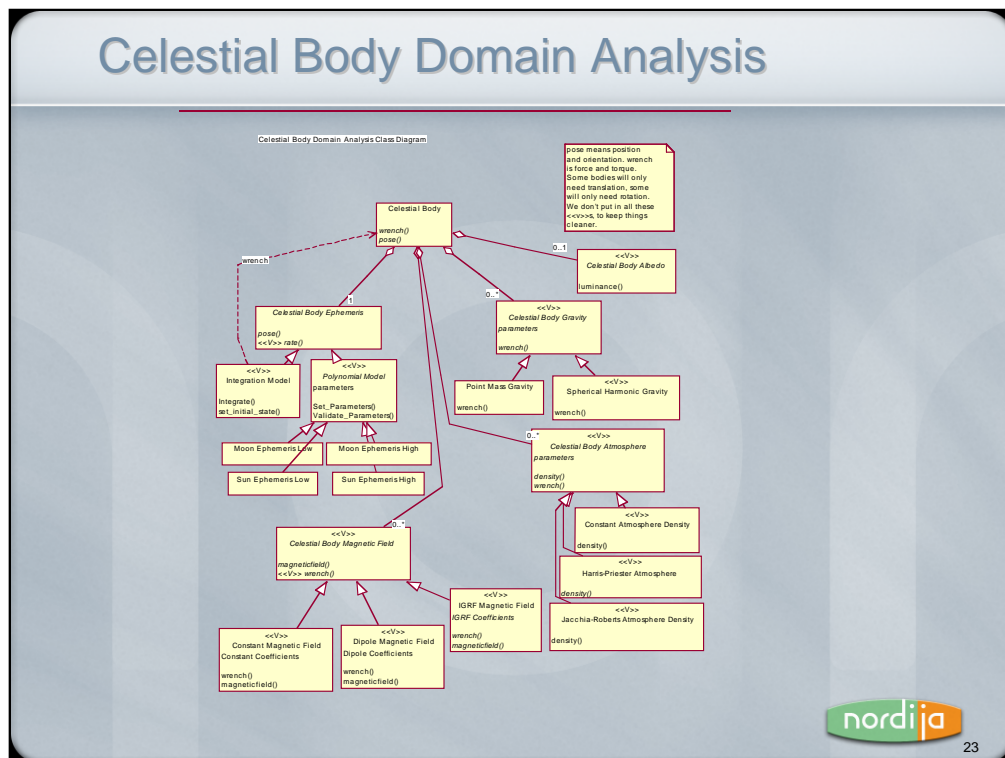 Celestial Body Domain Analysis
Celestial Body Domain Analysis Class Diagram
pose means position
and orientation. wrench
is force and torque.
Some bodies will only
need translation, some
will only need rotation.
We don't put in all these
<<v>>s, to keep things
cleaner.
Celestial Body
wrench()
pose()
wrench
0..1
<<V>>
Celestial Body Albedo
luminance()
1
Celestial Body Ephemeris
pose()
<<V>> rate()
0..*
<<V>>
Celestial Body Gravity
parameters
wrench()
<<V>>
Integration Model
Integrate()
set_initial_state()
<<V>>
Polynomial Model
parameters
Set_Parameters()
Validate_Parameters()
Point Mass Gravity
wrench()
<<V>>
Spherical Harmonic Gravity
wrench()
Moon Ephemeris Low
Moon Ephemeris High
Sun Ephemeris Low
Sun Ephemeris High
0..*
<<V>>
Celestial Body Atmosphere
parameters
density()
wrench()
0..*
<<V>>
Celestial Body Magnetic Field
magneticfield()
<<V>> wrench()
<<V>>
Constant Atmosphere Density
density()
<<V>>
Harris-Priester Atmosphere
density()
<<V>>
Jacchia-Roberts Atmosphere Density
density()
<<V>>
IGRF Magnetic Field
IGRF Coefficients
wrench()
magneticfield()
<<V>>
Constant Magnetic Field
Constant Coefficients
wrench()
magneticfield()
<<V>>
Dipole Magnetic Field
Dipole Coefficients
wrench()
magneticfield()
nordija
23